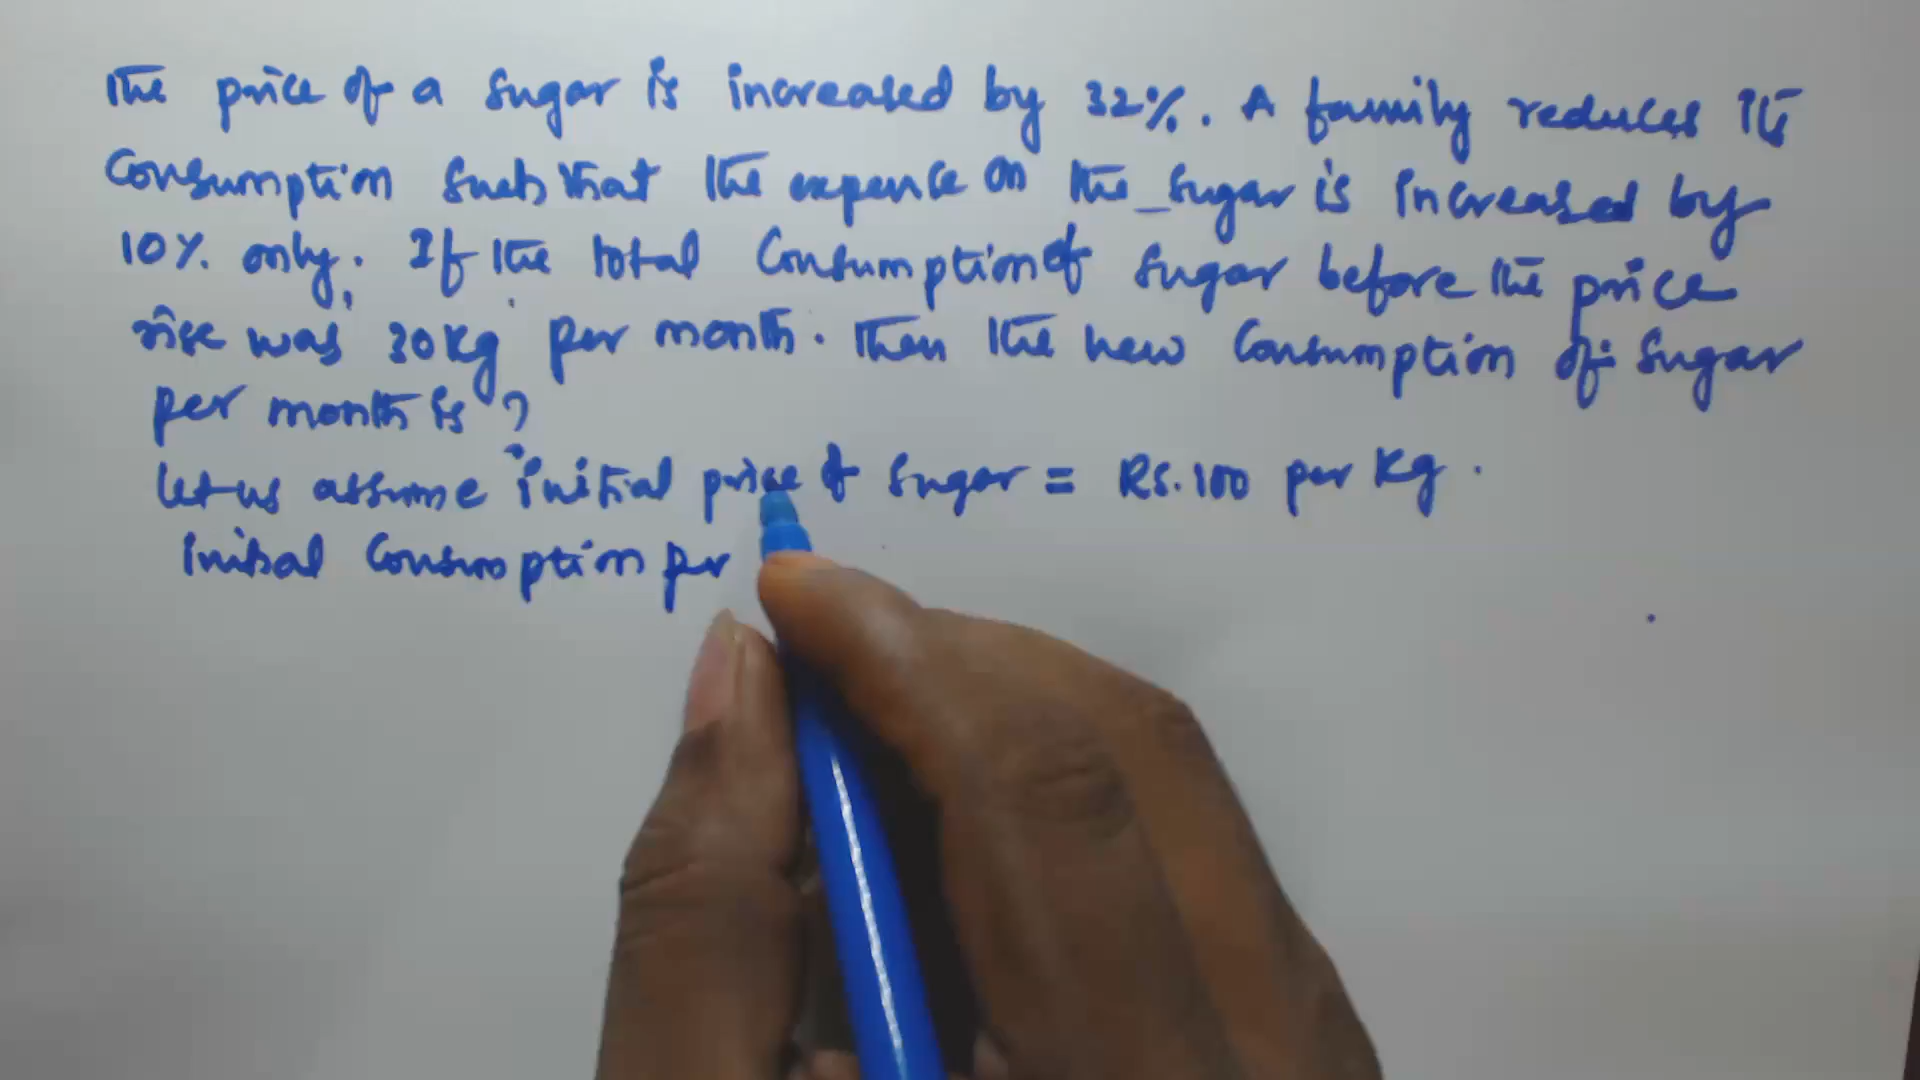 The price of a sugar is increased by 32%. A family reduces its
Consumption such that the expence on the sugar is increased by
10% only. If the total Consumption of sugar before the price
rise was 30kg per month. Then the new Consumption of sugar
per month is?
Let us assume initial price of sugar = RS.100 per kg.
Initial Consumption per